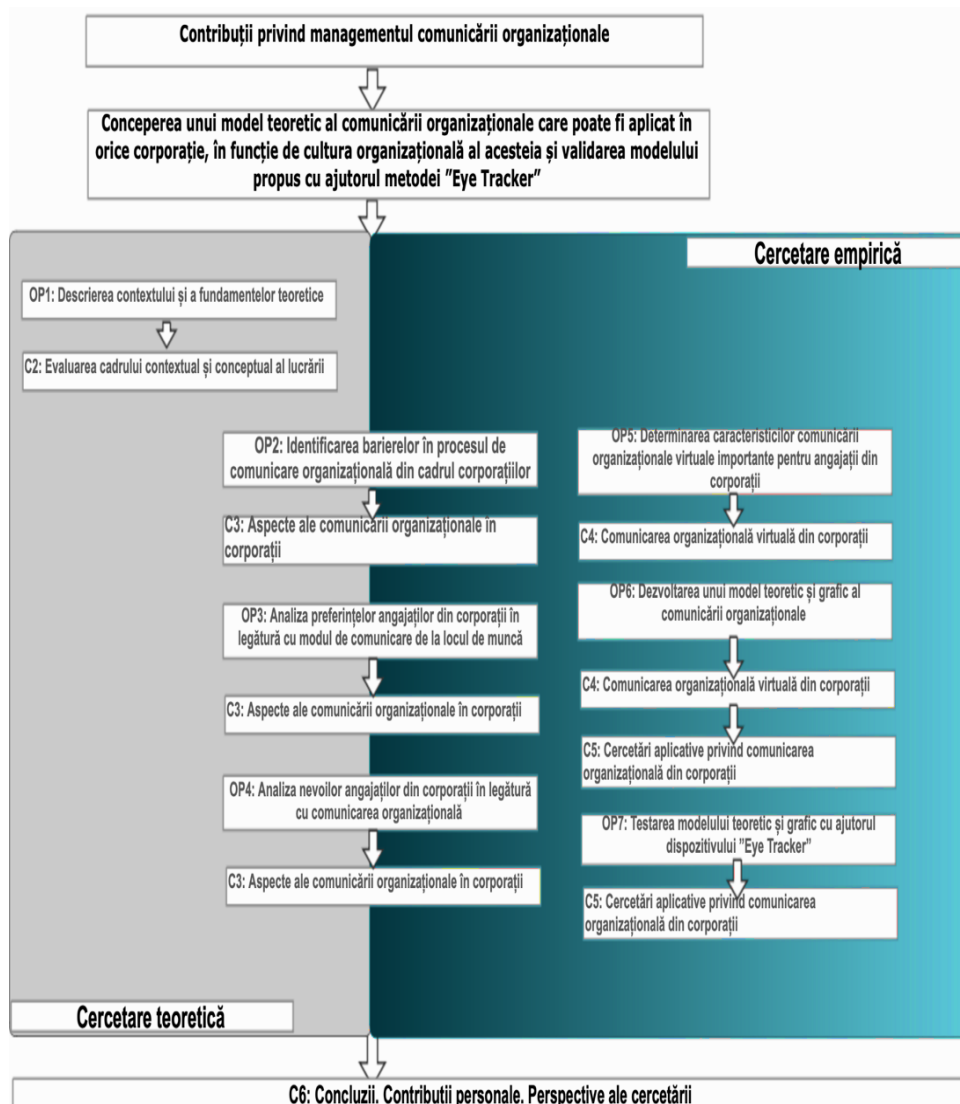 Contribuții privind managementul comunicării organizaționale
Conceperea unui model teoretic al comunicării organizaționale care poate fi aplicat în
orice corporație, în funcție de cultura organizațională al acesteia și validarea modelului
propus cu ajutorul metodei ”Eye Tracker”
Cercetare empirică
OP1: Descrierea contextului și a fundamentelor teoretice
C2: Evaluarea cadrului contextual și conceptual al lucrării
OP2: Identificarea barierelor în procesul de
comunicare organizațională din cadrul corporațiilor
C3: Aspecte ale comunicării organizaționale în
corporații
OP3: Analiza preferințelor angajaților din corporații în
legătură cu modul de comunicare de la locul de muncă
C3: Aspecte ale comunicării organizaționale în corporații
OP4: Analiza nevoilor angajaților din corporații în legătură
cu comunicarea organizațională
C3: Aspecte ale comunicării organizaționale în corporații
OP5: Determinarea caracteristicilor comunicării
organizaționale virtuale importante pentru angajații din
corporații
C4: Comunicarea organizațională virtuală din corporații
OP6: Dezvoltarea unui model teoretic și grafic al
comunicării organizaționale
C4: Comunicarea organizațională virtuală din corporații
C5: Cercetări aplicative privind comunicarea
organizațională din corporații
OP7: Testarea modelului teoretic și grafic cu ajutorul
dispozitivului ”Eye Tracker”
C5: Cercetări aplicative privind comunicarea
organizațională din corporații
Cercetare teoretică
C6: Concluzii. Contribuții personale. Perspective ale cercetării